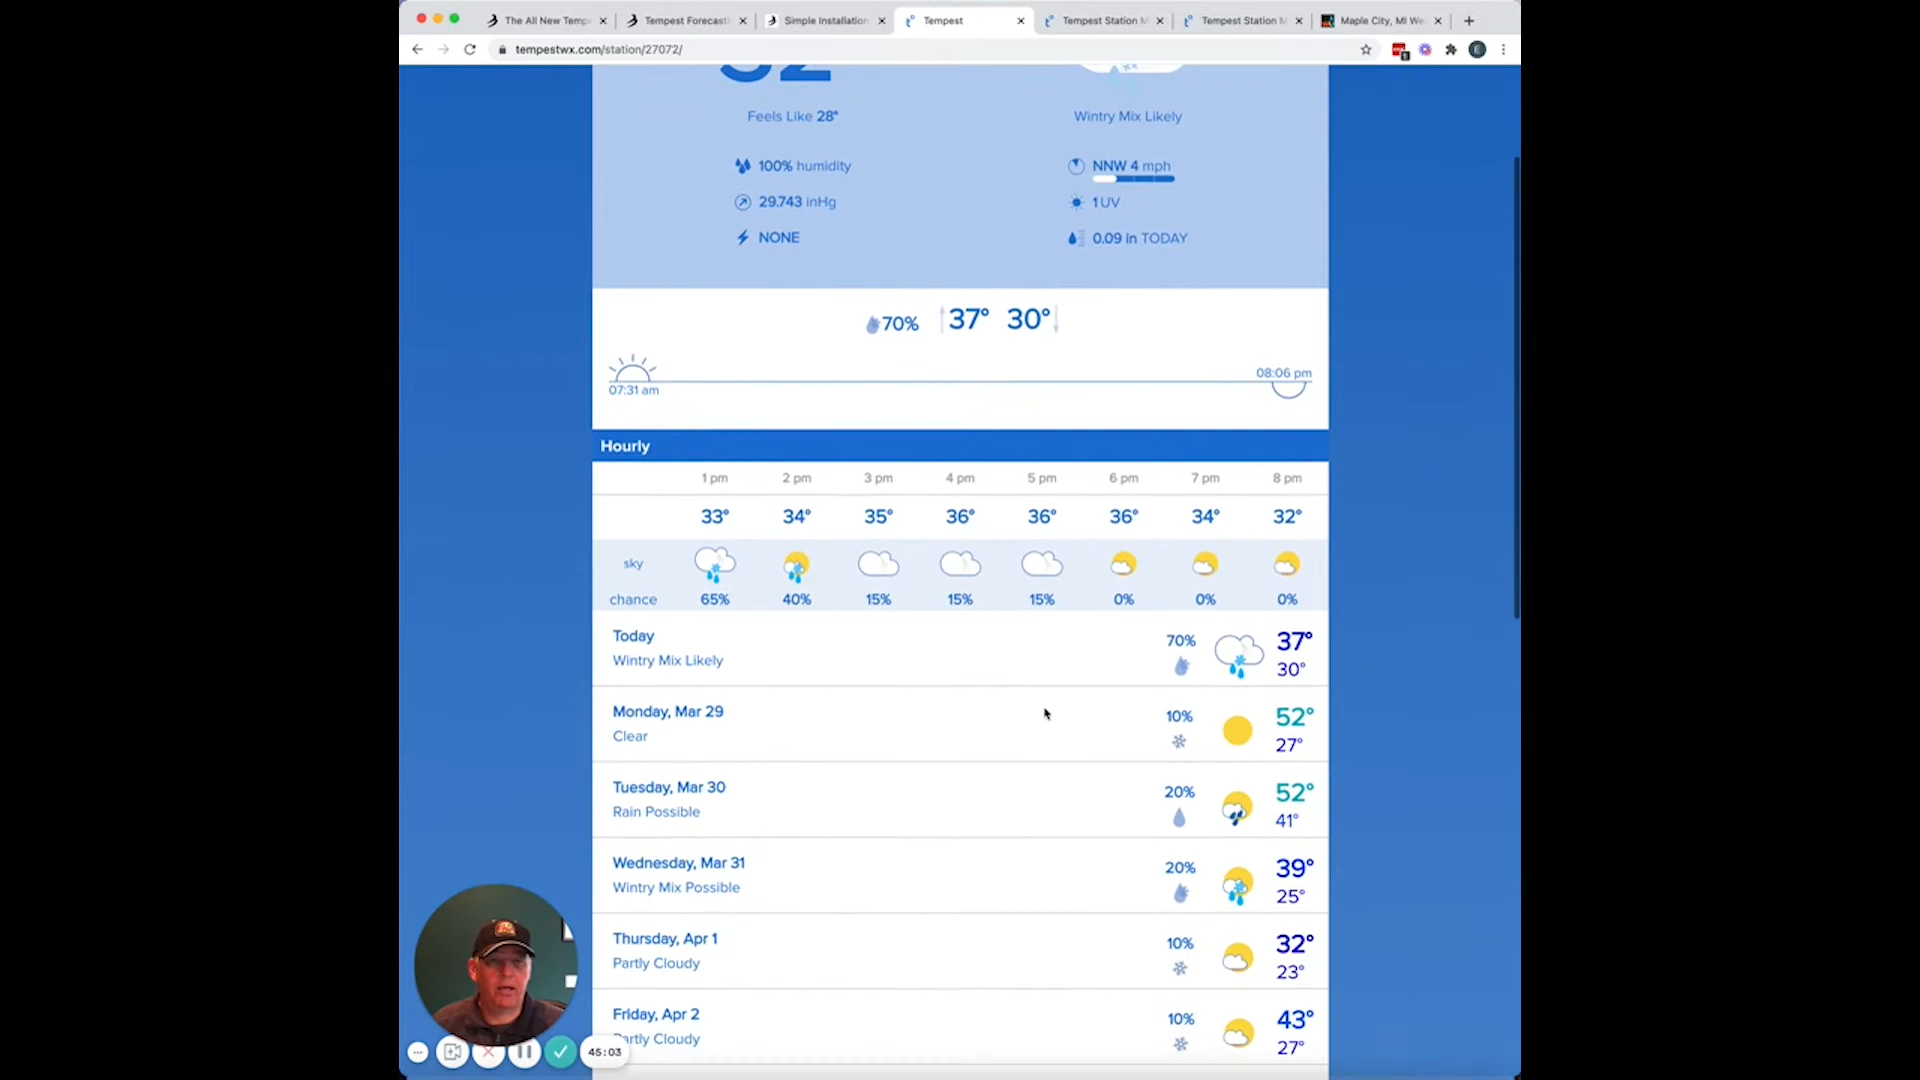 The All New Tempe
Tempest Forecasti
Simple Installation
Tempest
Tempest Station M
Tempest Station M
Maple City, MI We
tempestwx.com/station/27072/
32°
Feels Like 28°
Wintry Mix Likely
100% humidity
NNW 4 mph
29.743 inHg
1 UV
NONE
0.09 in TODAY
70% 37° 30°
07:31 am
08:06 pm
Hourly
1 pm 2 pm 3 pm 4 pm 5 pm 6 pm 7 pm 8 pm
33° 34° 35° 36° 36° 36° 34° 32°
sky
chance 65% 40% 15% 15% 15% 0% 0% 0%
Today
Wintry Mix Likely
70%
37°
30°
Monday, Mar 29
Clear
10%
52°
27°
Tuesday, Mar 30
Rain Possible
20%
52°
41°
Wednesday, Mar 31
Wintry Mix Possible
20%
39°
25°
Thursday, Apr 1
Partly Cloudy
10%
32°
23°
Friday, Apr 2
artly Cloudy
10%
43°
27°
45:03